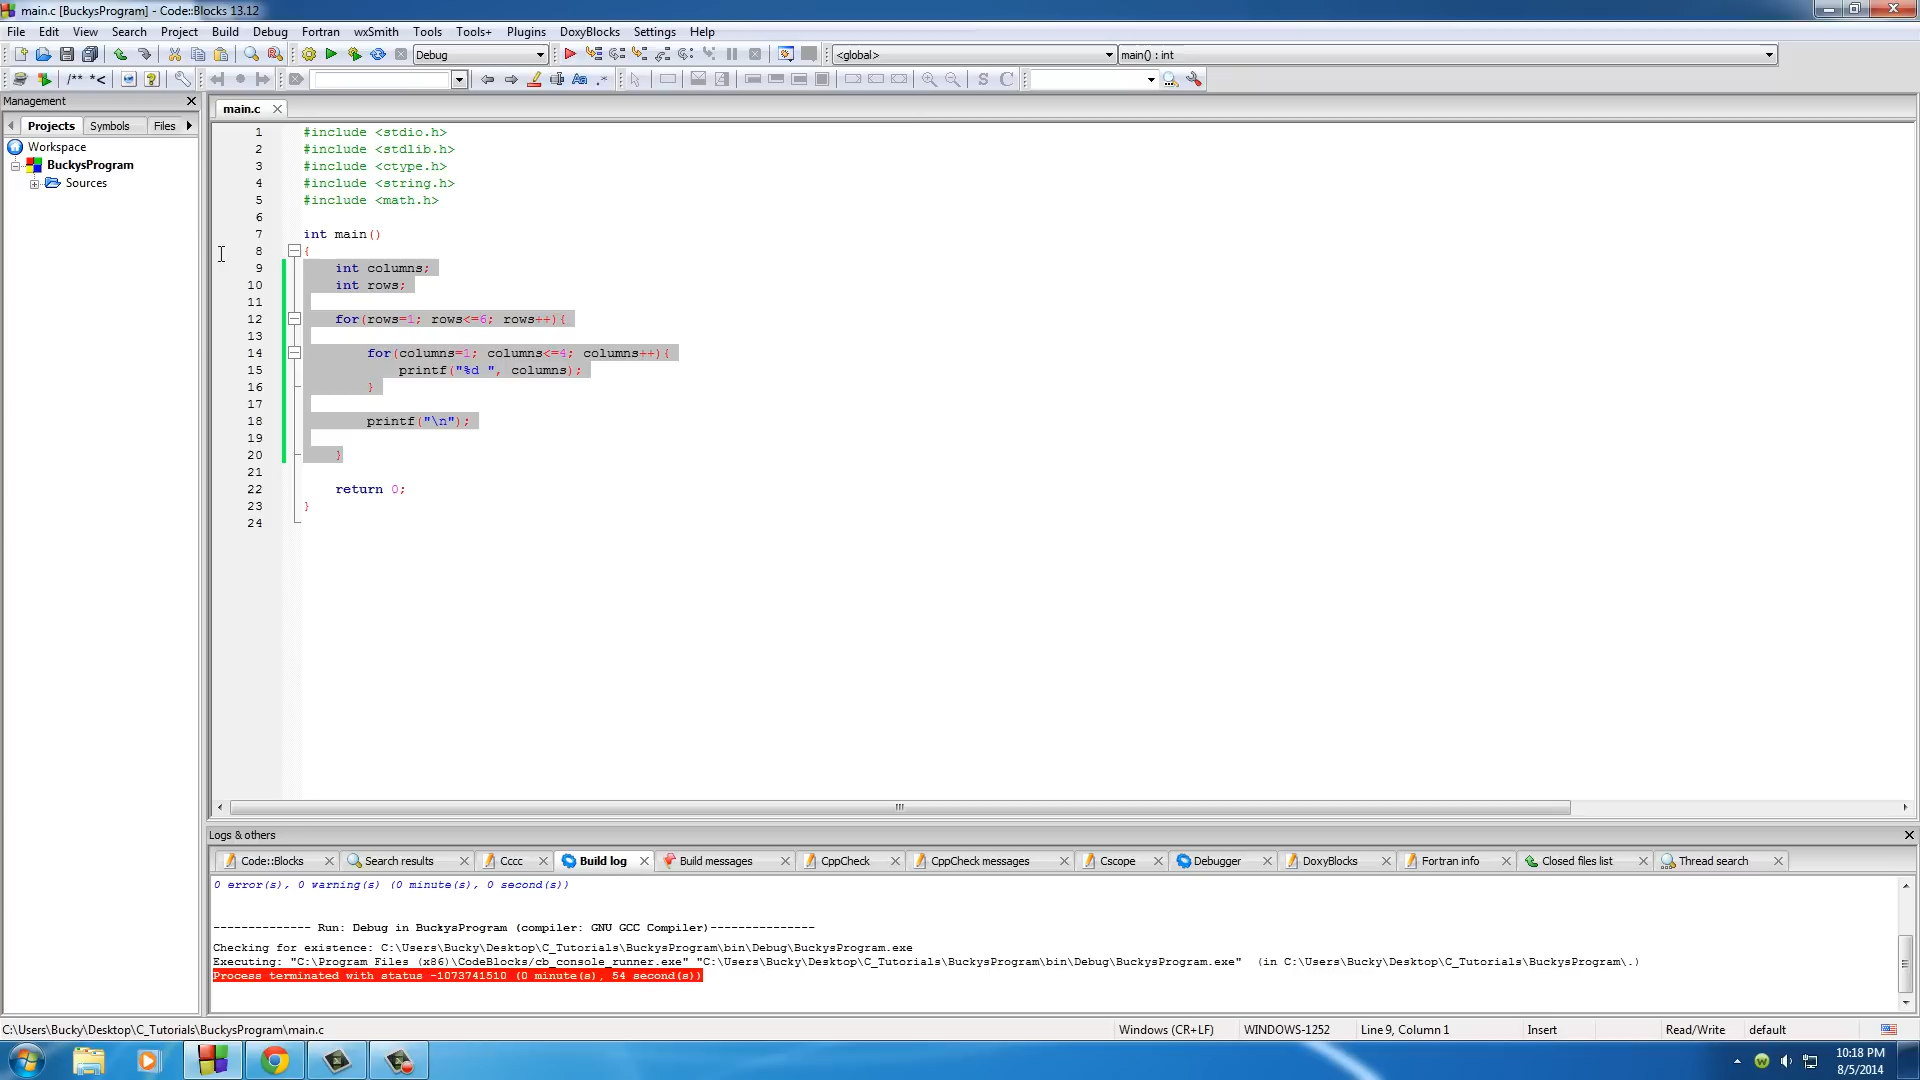 main.c [BuckysProgram] - Code::Blocks 13.12
File Edit View Search Project Build Debug Fortran wxSmith Tools Tools+ Plugins DoxyBlocks Settings Help
Debug <global> main() : int
/** *< Aa .* S C
Management
main.c
Projects Symbols Files
Workspace
BuckysProgram
Sources
1 #include <stdio.h>
2 #include <stdlib.h>
3 #include <ctype.h>
4 #include <string.h>
5 #include <math.h>
6
7 int main()
8 {
9 int columns;
10 int rows;
11
12 for(rows=1; rows<=6; rows++){
13
14 for(columns=1; columns<=4; columns++){
15 printf("%d ", columns);
16 }
17
18 printf("\n");
19
20 }
21
22 return 0;
23 }
24
Logs & others
Code::Blocks Search results Cccc Build log Build messages CppCheck CppCheck messages Cscope Debugger DoxyBlocks Fortran info Closed files list Thread search
0 error(s), 0 warning(s) (0 minute(s), 0 second(s))
-------------- Run: Debug in BuckysProgram (compiler: GNU GCC Compiler)---------------
Checking for existence: C:\Users\Bucky\Desktop\C_Tutorials\BuckysProgram\bin\Debug\BuckysProgram.exe
Executing: "C:\Program Files (x86)\CodeBlocks/cb_console_runner.exe" "C:\Users\Bucky\Desktop\C_Tutorials\BuckysProgram\bin\Debug\BuckysProgram.exe" (in C:\Users\Bucky\Desktop\C_Tutorials\BuckysProgram\.)
Process terminated with status -1073741510 (0 minute(s), 54 second(s))
C:\Users\Bucky\Desktop\C_Tutorials\BuckysProgram\main.c Windows (CR+LF) WINDOWS-1252 Line 9, Column 1 Insert Read/Write default
10:18 PM
8/5/2014